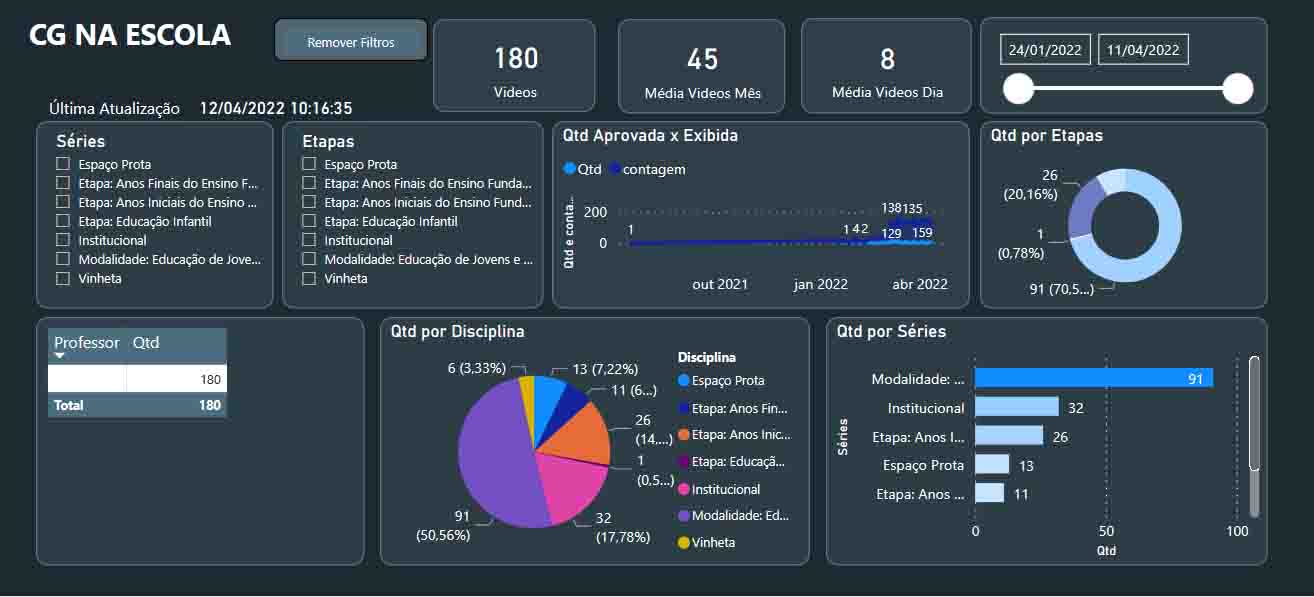 CG NA ESCOLA
Remover Filtros
180
Videos
45
Média Videos Mês
8
Média Videos Dia
24/01/2022
11/04/2022
Última Atualização 12/04/2022 10:16:35
Séries
Espaço Prota
Etapa: Anos Finais do Ensino F...
Etapa: Anos Iniciais do Ensino ...
Etapa: Educação Infantil
Institucional
Modalidade: Educação de Jove...
Vinheta
Etapas
Espaço Prota
Etapa: Anos Finais do Ensino Funda...
Etapa: Anos Iniciais do Ensino Fund...
Etapa: Educação Infantil
Institucional
Modalidade: Educação de Jovens e ...
Vinheta
Qtd Aprovada x Exibida
Qtd contagem
Qtd e conta...
200
0
1
1 4 2
138 135
129 159
out 2021 jan 2022 abr 2022
Qtd por Etapas
26
(20,16%)
1
(0,78%)
91 (70,5...)
Professor Qtd
180
Total 180
Qtd por Disciplina
6 (3,33%)
13 (7,22%)
11 (6...)
26
(14,...)
1
(0,5...)
32
(17,78%)
91
(50,56%)
Disciplina
Espaço Prota
Etapa: Anos Fin...
Etapa: Anos Inic...
Etapa: Educaçã...
Institucional
Modalidade: Ed...
Vinheta
Qtd por Séries
Séries
Modalidade: ... 91
Institucional 32
Etapa: Anos I... 26
Espaço Prota 13
Etapa: Anos ... 11
0 50 100
Qtd